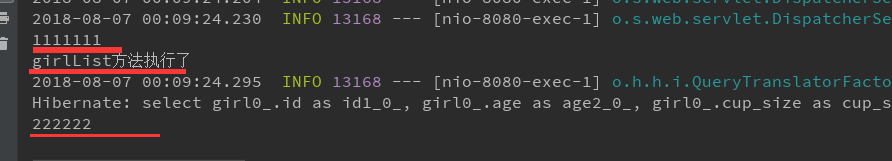 2018-08-07 00:09:24.230  INFO 13168 --- [nio-8080-exec-1] o.s.web.servlet.DispatcherSe
1111111
girlList方法执行了
2018-08-07 00:09:24.295  INFO 13168 --- [nio-8080-exec-1] o.h.h.i.QueryTranslatorFacto
Hibernate: select girl0_.id as id1_0_, girl0_.age as age2_0_, girl0_.cup_size as cup_s
222222